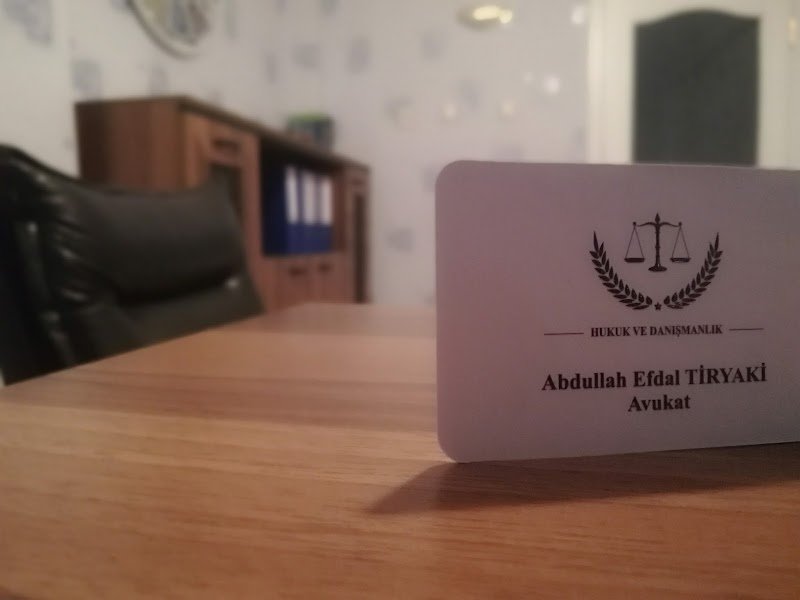 HUKUK VE DANIŞMANLIK
Abdullah Efdal TİRYAKİ
Avukat